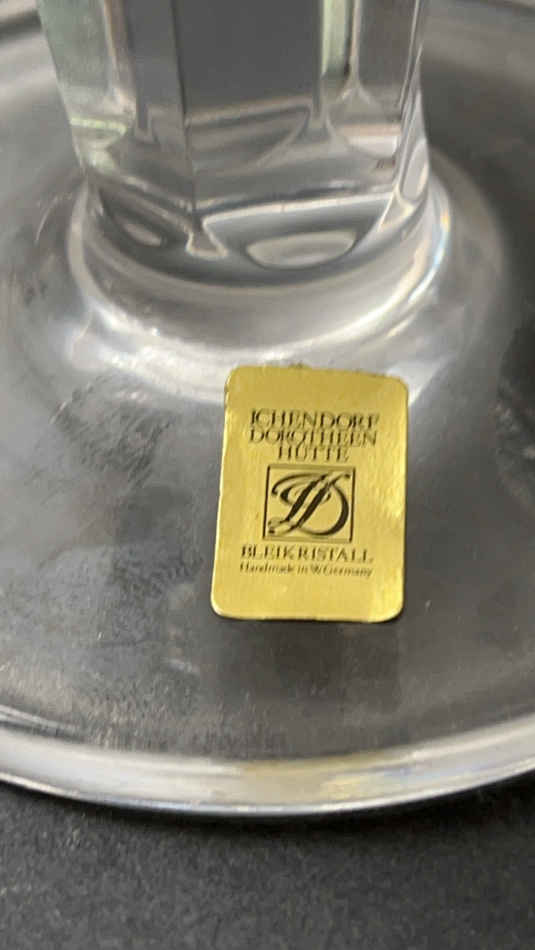 ICHENDORF
DOROTHEEN
HÜTTE
D
BLEIKRISTALL
Handmade in W.Germany